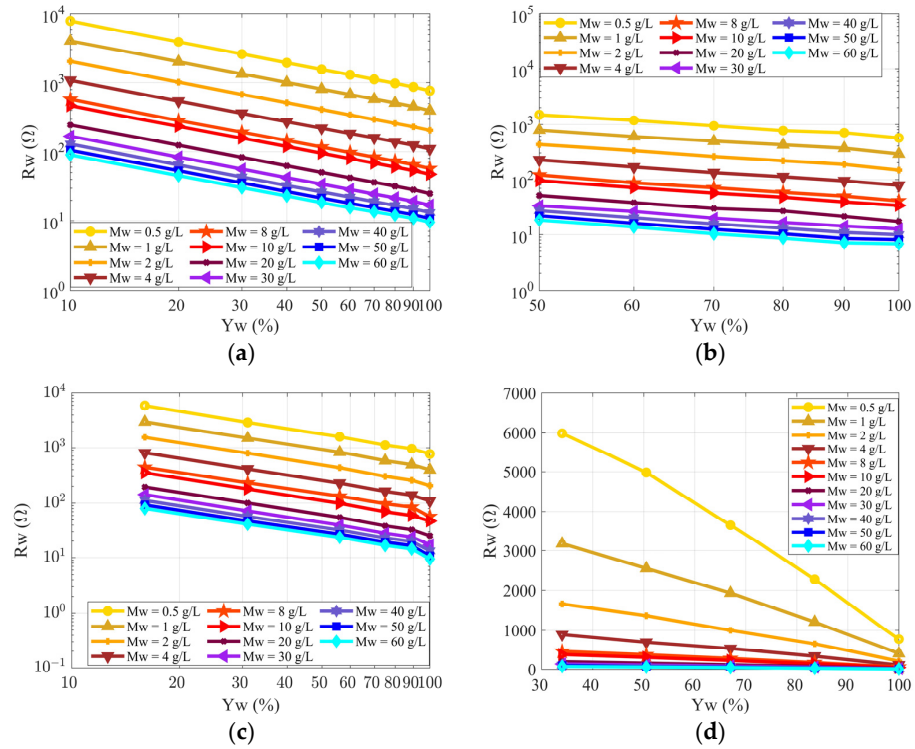 Rw (Ω)
10^4
10^3
10^2
10^1
10^0
Mw = 0.5 g/L Mw = 8 g/L Mw = 40 g/L
Mw = 1 g/L Mw = 10 g/L Mw = 50 g/L
Mw = 2 g/L Mw = 20 g/L Mw = 60 g/L
Mw = 4 g/L Mw = 30 g/L
10 20 30 40 50 60 70 80 90 100
Yw (%)
(a)
Rw (Ω)
10^5
10^4
10^3
10^2
10^1
10^0
Mw = 0.5 g/L Mw = 8 g/L Mw = 40 g/L
Mw = 1 g/L Mw = 10 g/L Mw = 50 g/L
Mw = 2 g/L Mw = 20 g/L Mw = 60 g/L
Mw = 4 g/L Mw = 30 g/L
50 60 70 80 90 100
Yw (%)
(b)
Rw (Ω)
10^4
10^3
10^2
10^1
10^0
10^−1
Mw = 0.5 g/L Mw = 8 g/L Mw = 40 g/L
Mw = 1 g/L Mw = 10 g/L Mw = 50 g/L
Mw = 2 g/L Mw = 20 g/L Mw = 60 g/L
Mw = 4 g/L Mw = 30 g/L
10 20 30 40 50 60 70 80 90 100
Yw (%)
(c)
Rw (Ω)
7000
6000
5000
4000
3000
2000
1000
0
Mw = 0.5 g/L
Mw = 1 g/L
Mw = 2 g/L
Mw = 4 g/L
Mw = 8 g/L
Mw = 10 g/L
Mw = 20 g/L
Mw = 30 g/L
Mw = 40 g/L
Mw = 50 g/L
Mw = 60 g/L
30 40 50 60 70 80 90 100
Yw (%)
(d)